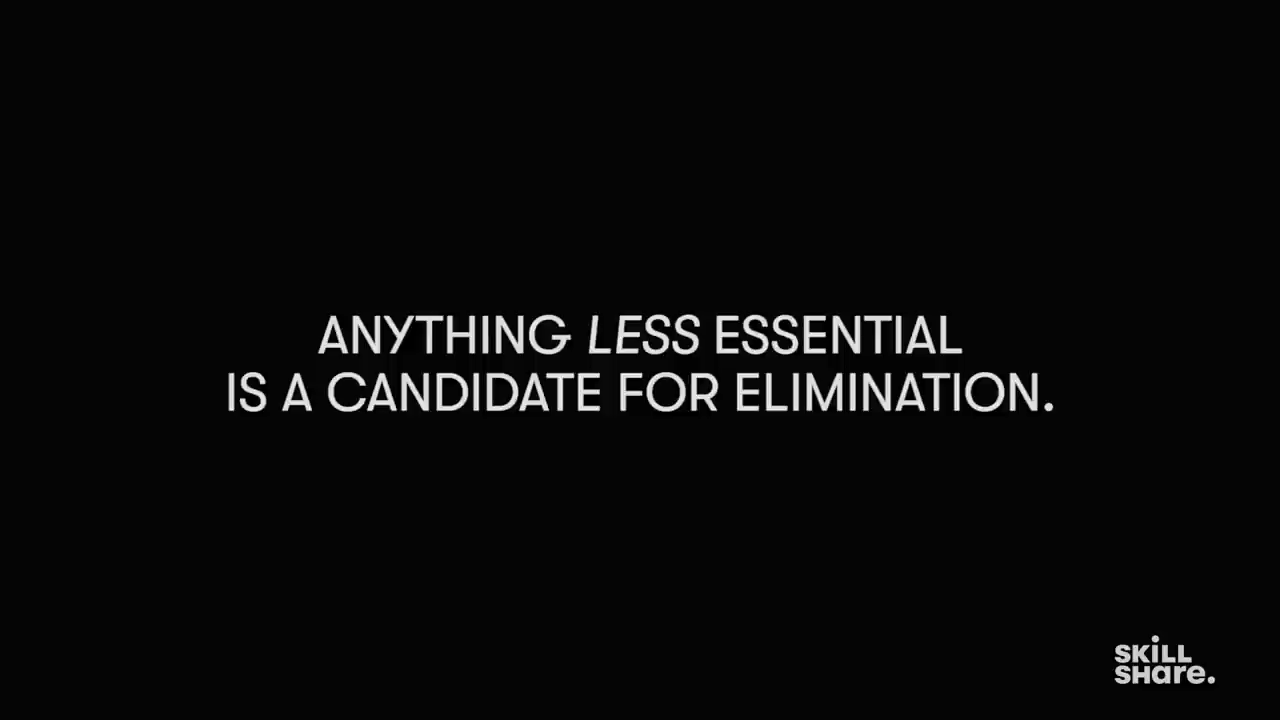 ANYTHING LESS ESSENTIAL
IS A CANDIDATE FOR ELIMINATION.
SKiLL
SHare.